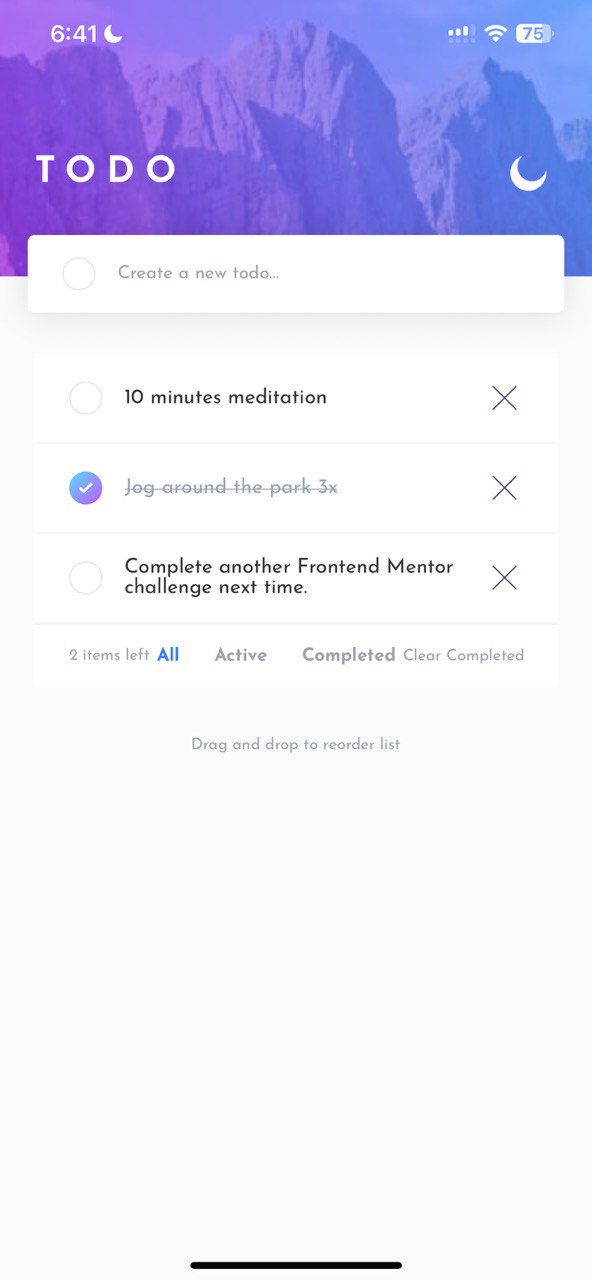 6:41
75
TODO
Create a new todo...
10 minutes meditation
Jog around the park 3x
Complete another Frontend Mentor
challenge next time.
2 items left All Active Completed Clear Completed
Drag and drop to reorder list